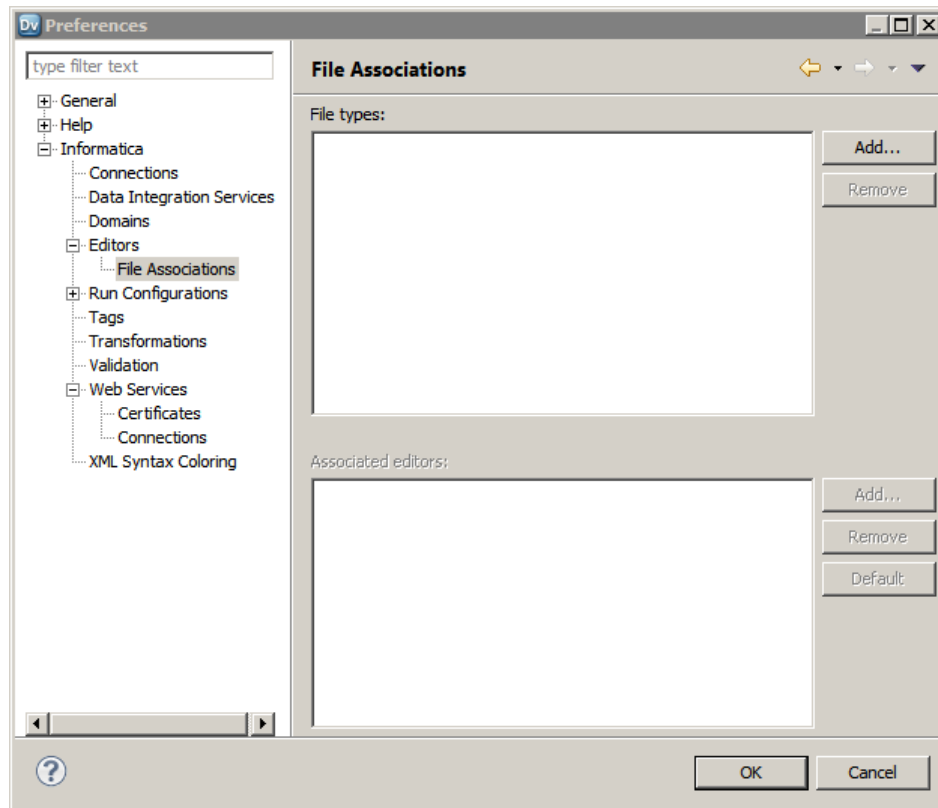 Dv Preferences
type filter text
General
Help
Informatica
Connections
Data Integration Services
Domains
Editors
File Associations
Run Configurations
Tags
Transformations
Validation
Web Services
Certificates
Connections
XML Syntax Coloring
File Associations
File types:
Add...
Remove
Associated editors:
Add...
Remove
Default
?
OK
Cancel